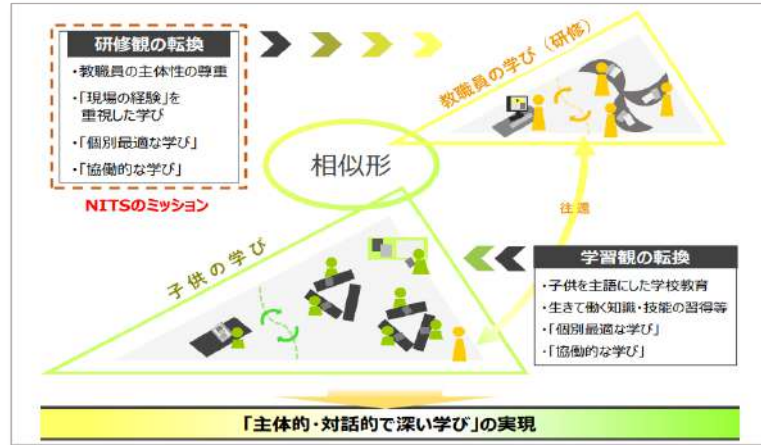 研修観の転換
・教職員の主体性の尊重
・「現場の経験」を
重視した学び
・「個別最適な学び」
・「協働的な学び」
NITSのミッション
教職員の学び（研修）
相似形
往還
子供の学び
学習観の転換
・子供を主語にした学校教育
・生きて働く知識・技能の習得等
・「個別最適な学び」
・「協働的な学び」
「主体的・対話的で深い学び」の実現